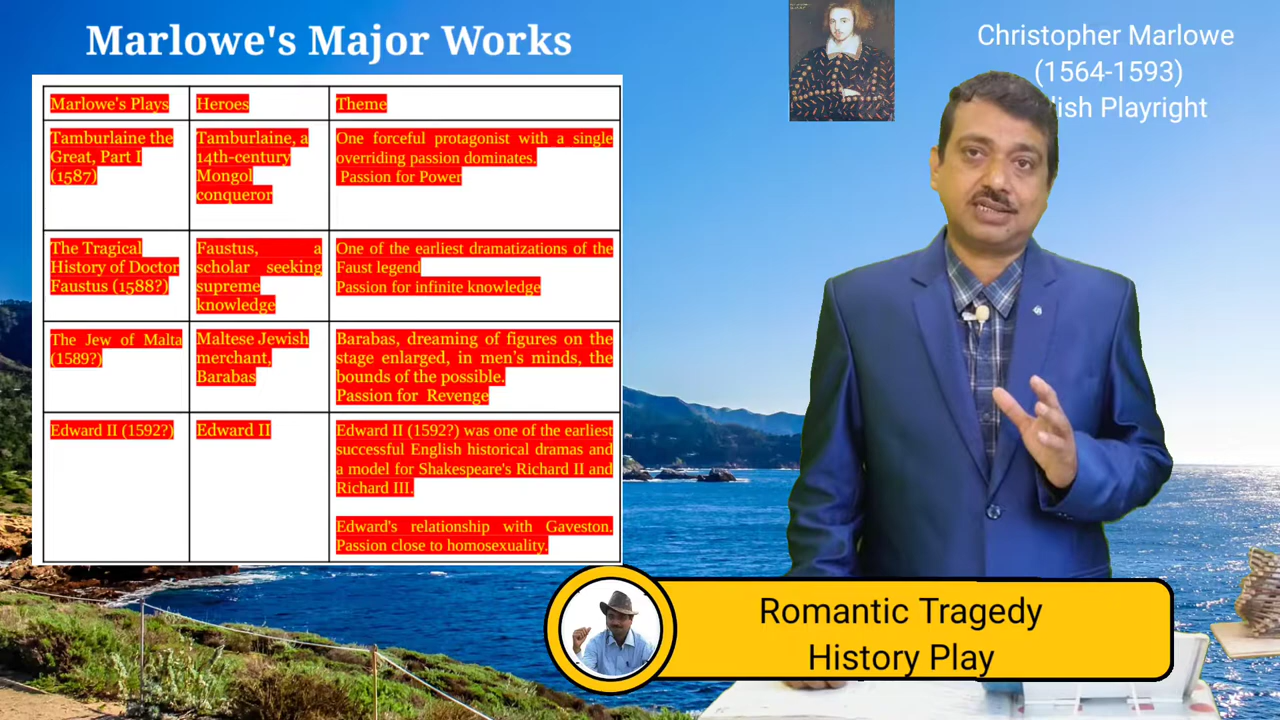 Marlowe's Major Works
Marlowe's Plays
Heroes
Theme
Tamburlaine the
Great, Part I
(1587)
Tamburlaine, a
14th-century
Mongol
conqueror
One forceful protagonist with a single
overriding passion dominates.
Passion for Power
The Tragical
History of Doctor
Faustus (1588?)
Faustus, a
scholar seeking
supreme
knowledge
One of the earliest dramatizations of the
Faust legend
Passion for infinite knowledge
The Jew of Malta
(1589?)
Maltese Jewish
merchant,
Barabas
Barabas, dreaming of figures on the
stage enlarged, in men's minds, the
bounds of the possible.
Passion for Revenge
Edward II (1592?)
Edward II
Edward II (1592?) was one of the earliest
successful English historical dramas and
a model for Shakespeare's Richard II and
Richard III.
Edward's relationship with Gaveston.
Passion close to homosexuality.
Christopher Marlowe
(1564-1593)
lish Playright
Romantic Tragedy
History Play